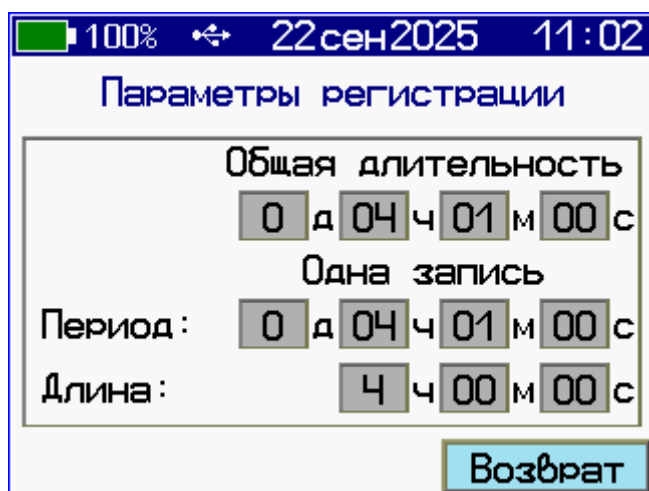 100% 22сен2025 11:02
Параметры регистрации
Общая длительность
0 д 04 ч 01 м 00 с
Одна запись
Период: 0 д 04 ч 01 м 00 с
Длина: 4 ч 00 м 00 с
Возврат